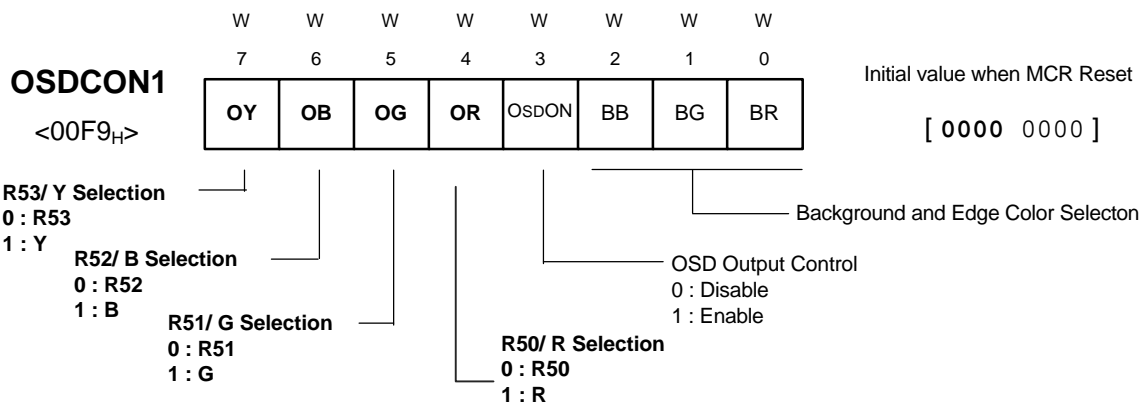 W W W W W W W W
7 6 5 4 3 2 1 0
OSDCON1
<00F9H>
OY OB OG OR OSDON BB BG BR
Initial value when MCR Reset
[ 0000 0000 ]
R53/ Y Selection
0 : R53
1 : Y
R52/ B Selection
0 : R52
1 : B
R51/ G Selection
0 : R51
1 : G
R50/ R Selection
0 : R50
1 : R
OSD Output Control
0 : Disable
1 : Enable
Background and Edge Color Selecton